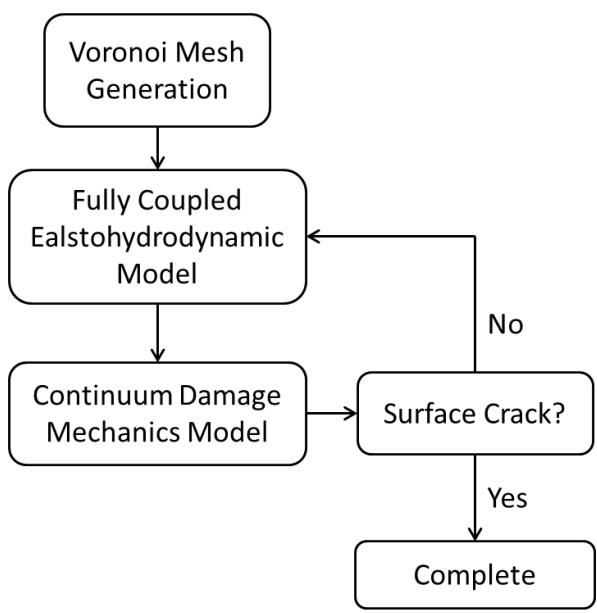 Voronoi Mesh
Generation
Fully Coupled
Ealstohydrodynamic
Model
Continuum Damage
Mechanics Model
Surface Crack?
No
Yes
Complete